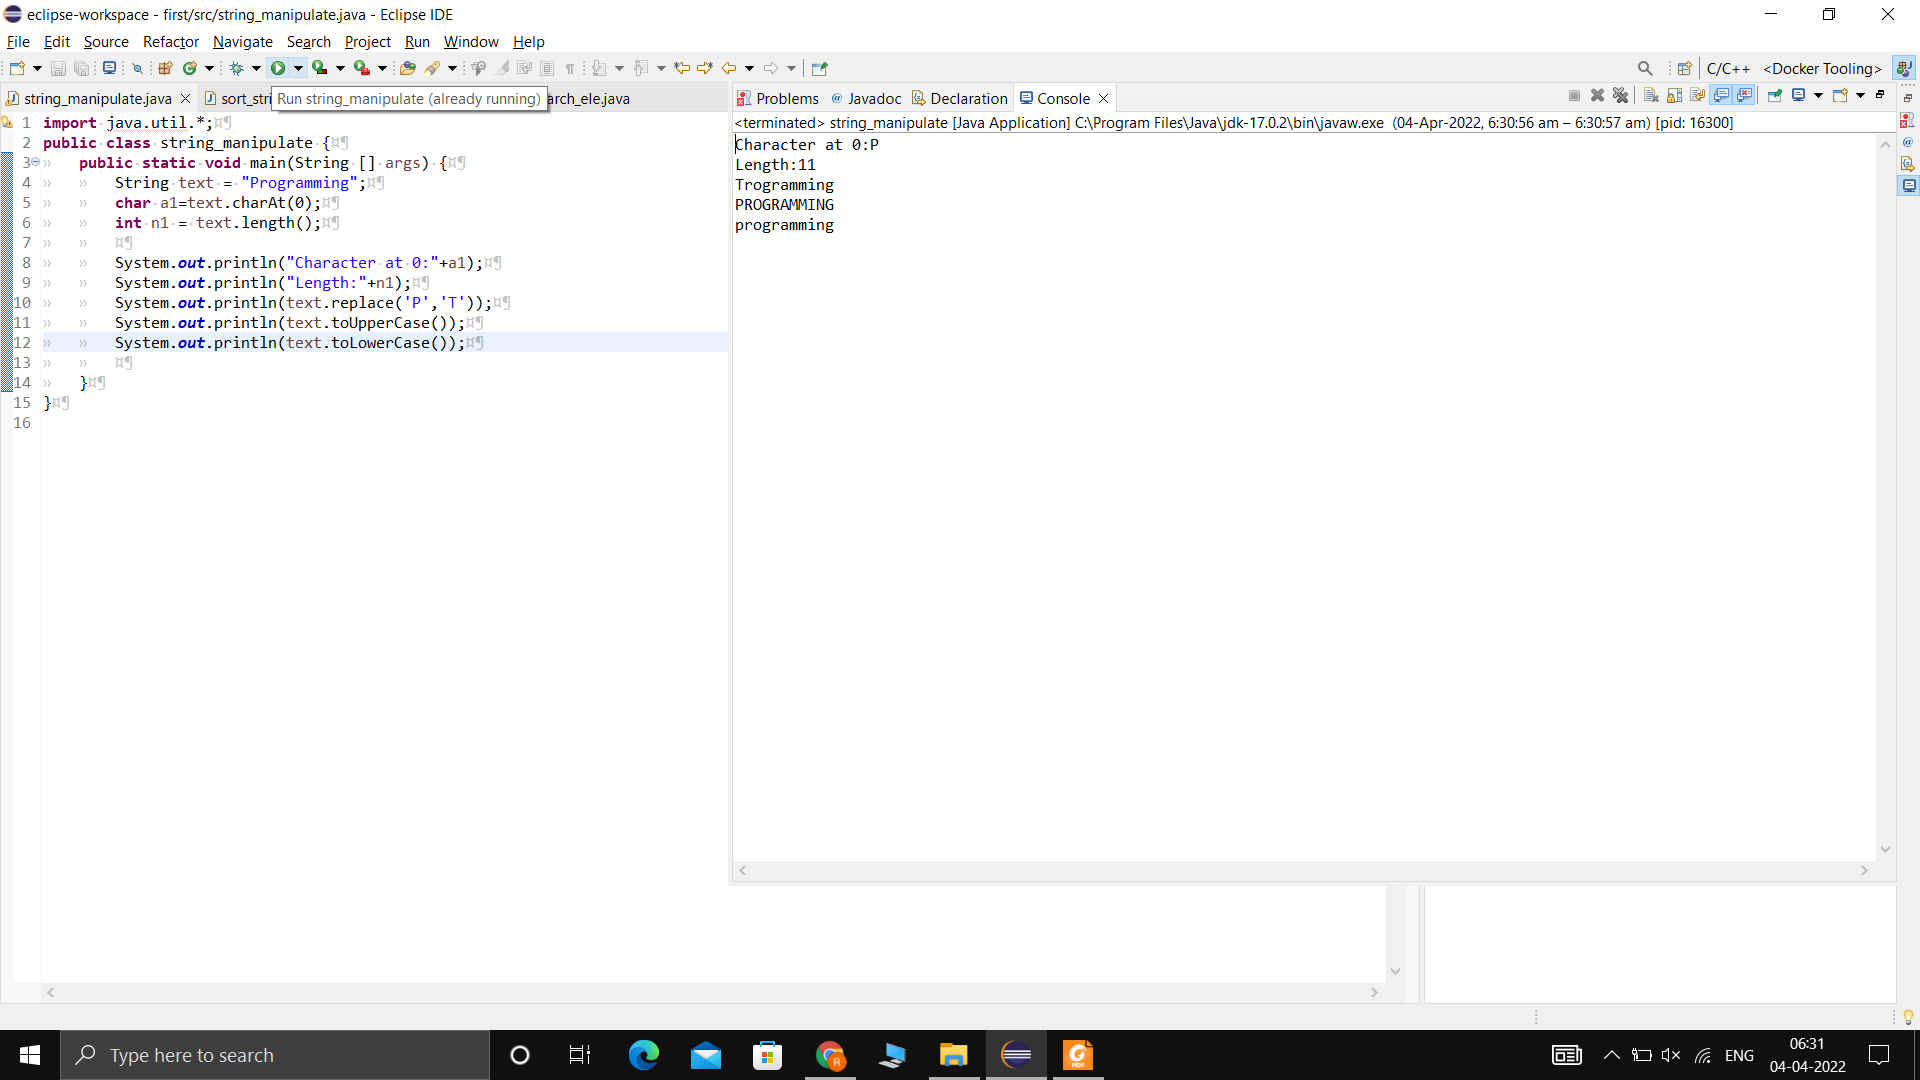 eclipse-workspace - first/src/string_manipulate.java - Eclipse IDE
File Edit Source Refactor Navigate Search Project Run Window Help
C/C++ <Docker Tooling>
string_manipulate.java sort_stri Run string_manipulate (already running) arch_ele.java
1 import java.util.*;
2 public class string_manipulate {
3 public static void main(String [] args) {
4 String text = "Programming";
5 char a1=text.charAt(0);
6 int n1 = text.length();
7
8 System.out.println("Character at 0:"+a1);
9 System.out.println("Length:"+n1);
10 System.out.println(text.replace('P','T'));
11 System.out.println(text.toUpperCase());
12 System.out.println(text.toLowerCase());
13
14 }
15 }
16
Problems Javadoc Declaration Console
<terminated> string_manipulate [Java Application] C:\Program Files\Java\jdk-17.0.2\bin\javaw.exe (04-Apr-2022, 6:30:56 am – 6:30:57 am) [pid: 16300]
Character at 0:P
Length:11
Trogramming
PROGRAMMING
programming
Type here to search
ENG
06:31
04-04-2022